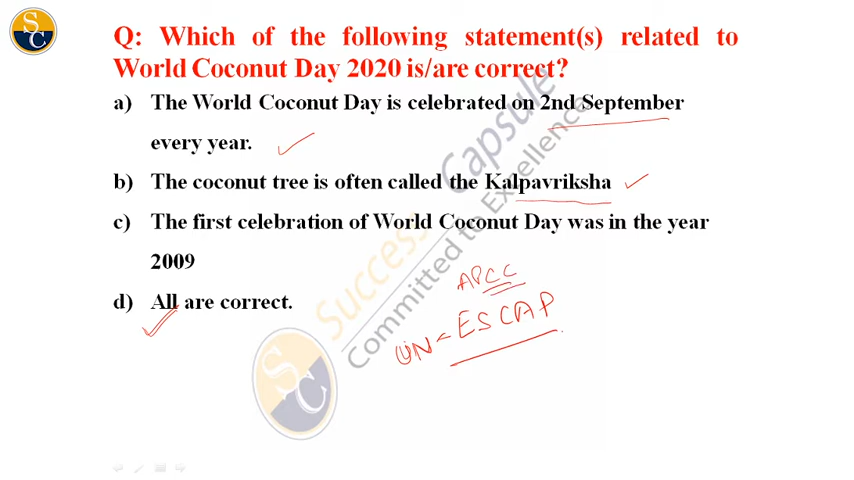 SC
Q: Which of the following statement(s) related to
World Coconut Day 2020 is/are correct?
a) The World Coconut Day is celebrated on 2nd September
every year.
b) The coconut tree is often called the Kalpavriksha
c) The first celebration of World Coconut Day was in the year
2009
d) All are correct.
APCC
UN - ESCAP
Success Capsule
Committed to Excellence
SC